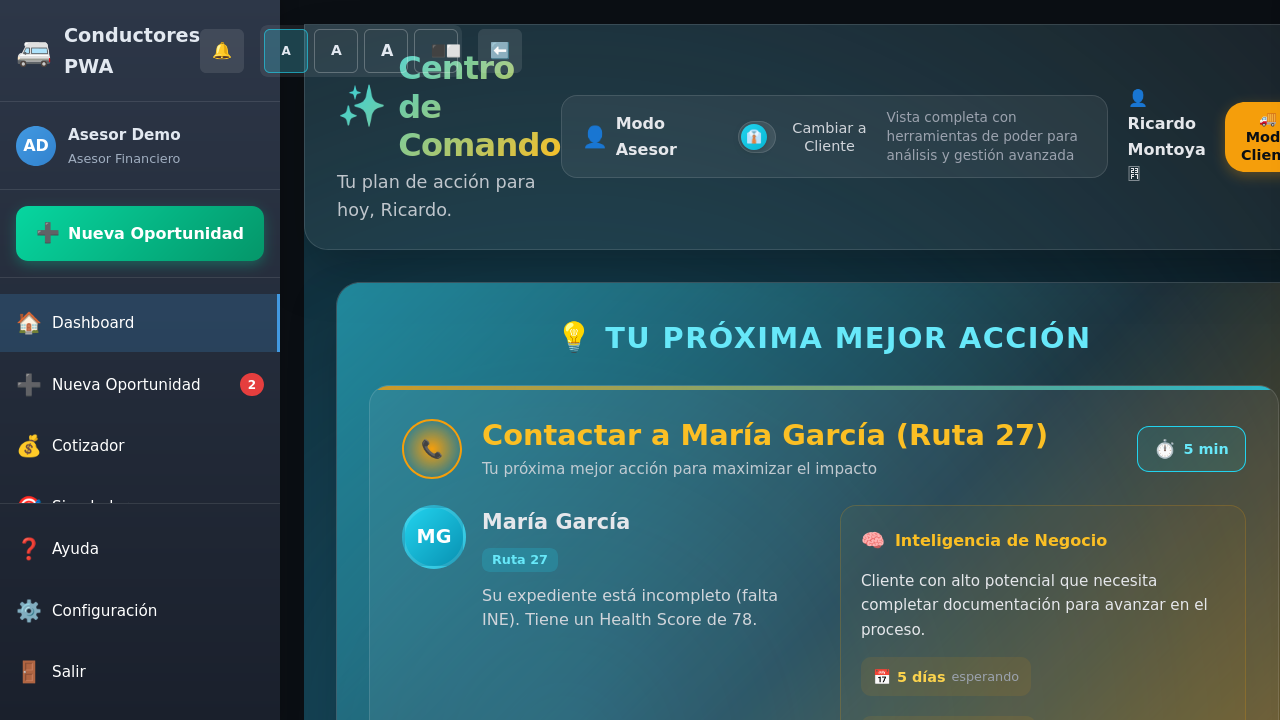 Conductores
PWA
A
A
A
AD
Asesor Demo
Asesor Financiero
Nueva Oportunidad
Dashboard
Nueva Oportunidad
2
Cotizador
Ayuda
Configuración
Salir
Centro
de
Comando
Tu plan de acción para
hoy, Ricardo.
Modo
Asesor
Cambiar a
Cliente
Vista completa con
herramientas de poder para
análisis y gestión avanzada
Ricardo
Montoya
TU PRÓXIMA MEJOR ACCIÓN
Contactar a María García (Ruta 27)
Tu próxima mejor acción para maximizar el impacto
5 min
MG
María García
Ruta 27
Su expediente está incompleto (falta
INE). Tiene un Health Score de 78.
Inteligencia de Negocio
Cliente con alto potencial que necesita
completar documentación para avanzar en el
proceso.
5 días esperando